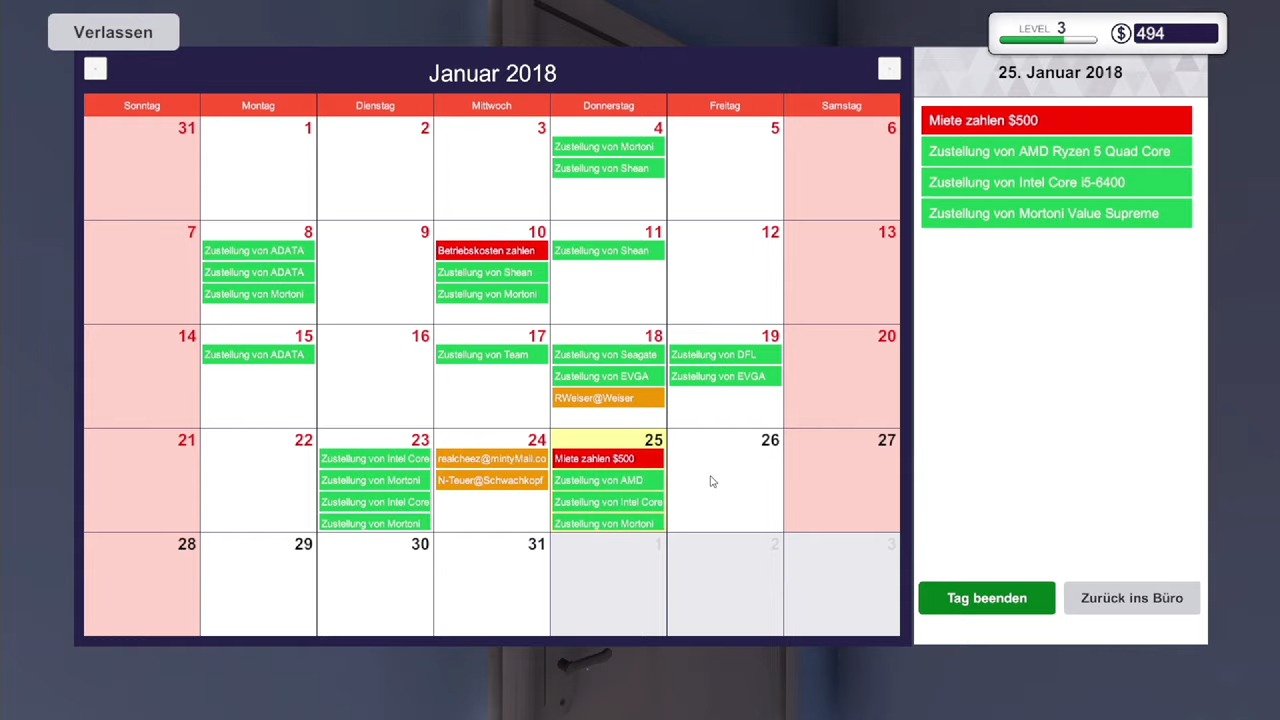 Verlassen
LEVEL 3
$ 494
Januar 2018
25. Januar 2018
Sonntag Montag Dienstag Mittwoch Donnerstag Freitag Samstag
31 1 2 3 4 5 6
Zustellung von Mortoni
Zustellung von Shean
7 8 9 10 11 12 13
Zustellung von ADATA Betriebskosten zahlen Zustellung von Shean
Zustellung von ADATA Zustellung von Shean
Zustellung von Mortoni Zustellung von Mortoni
14 15 16 17 18 19 20
Zustellung von ADATA Zustellung von Team Zustellung von Seagate Zustellung von DFL
Zustellung von EVGA Zustellung von EVGA
RWeiser@Weiser
21 22 23 24 25 26 27
Zustellung von Intel Core realcheez@mintyMail.co Miete zahlen $500
Zustellung von Mortoni N-Teuer@Schwachkopf Zustellung von AMD
Zustellung von Intel Core Zustellung von Intel Core
Zustellung von Mortoni Zustellung von Mortoni
28 29 30 31 1 2 3
Miete zahlen $500
Zustellung von AMD Ryzen 5 Quad Core
Zustellung von Intel Core i5-6400
Zustellung von Mortoni Value Supreme
Tag beenden
Zurück ins Büro